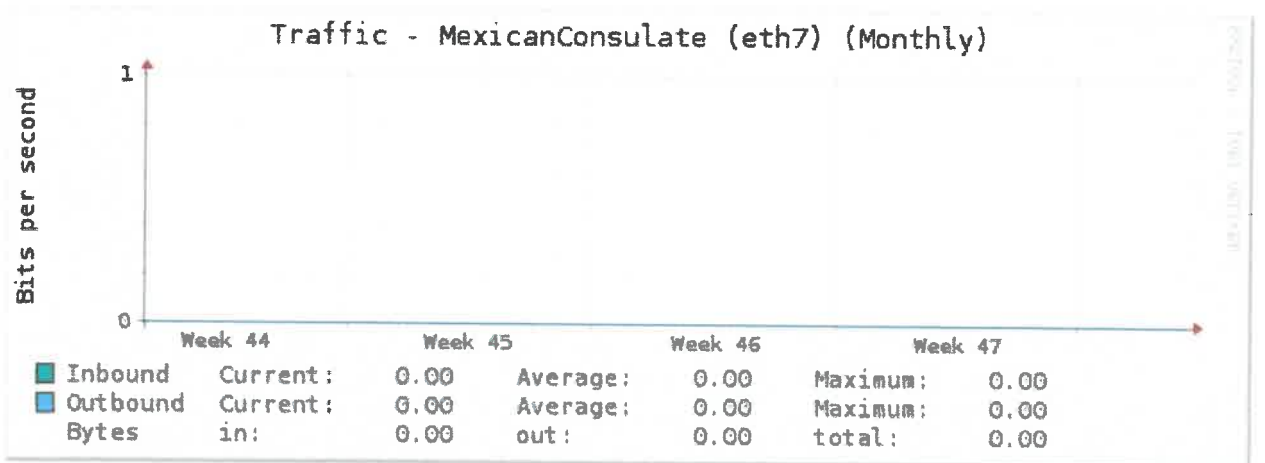 Traffic - MexicanConsulate (eth7) (Monthly)
Bits per second
1
0
Week 44 Week 45 Week 46 Week 47
Inbound Current: 0.00 Average: 0.00 Maximum: 0.00
Outbound Current: 0.00 Average: 0.00 Maximum: 0.00
Bytes in: 0.00 out: 0.00 total: 0.00